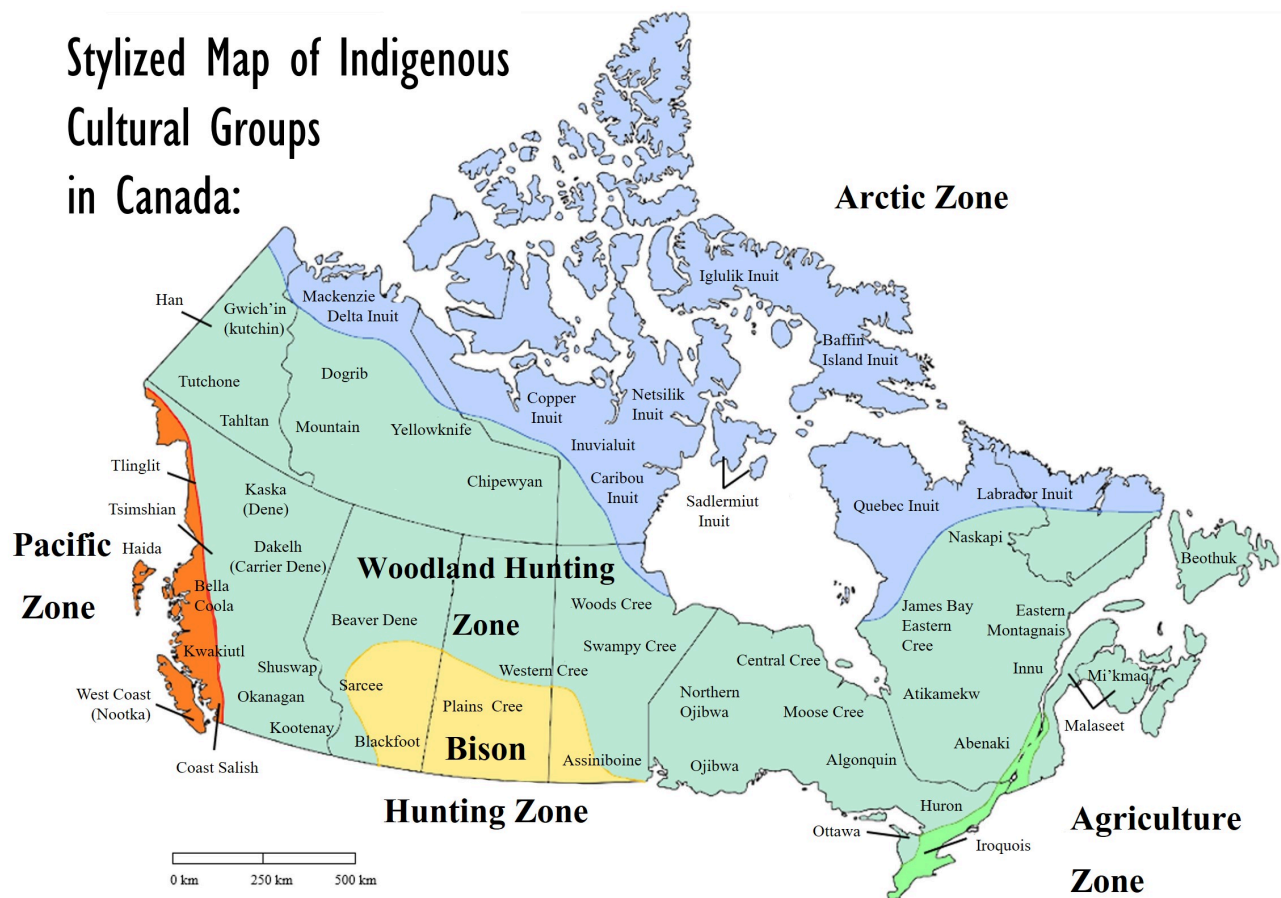 Stylized Map of Indigenous
Cultural Groups
in Canada:
Arctic Zone
Iglulik Inuit
Han
Gwich'in
(kutchin)
Mackenzie
Delta Inuit
Baffin
Island Inuit
Tutchone
Dogrib
Copper
Inuit
Netsilik
Inuit
Tahltan
Mountain
Yellowknife
Inuvialuit
Tlinglit
Chipewyan
Caribou
Inuit
Sadlermiut
Inuit
Quebec Inuit
Labrador Inuit
Kaska
(Dene)
Tsimshian
Naskapi
Pacific
Zone
Haida
Dakelh
(Carrier Dene)
Woodland Hunting
Zone
Beothuk
Bella
Coola
Woods Cree
James Bay
Eastern
Cree
Eastern
Montagnais
Beaver Dene
Swampy Cree
Kwakiutl
Shuswap
Western Cree
Central Cree
Innu
Mi'kmaq
West Coast
(Nootka)
Okanagan
Sarcee
Plains Cree
Northern
Ojibwa
Moose Cree
Atikamekw
Malaseet
Kootenay
Blackfoot
Bison
Hunting Zone
Assiniboine
Abenaki
Coast Salish
Ojibwa
Algonquin
Huron
Ottawa
Iroquois
Agriculture
Zone
0 km 250 km 500 km